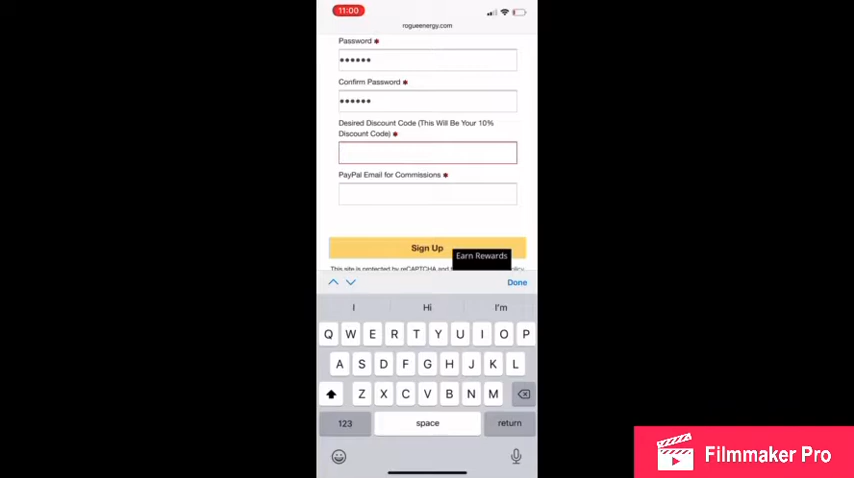 11:00
rogueenergy.com
Password *
••••••
Confirm Password *
••••••
Desired Discount Code (This Will Be Your 10%
Discount Code) *
PayPal Email for Commissions *
Sign Up
Earn Rewards
This site is protected by reCAPTCHA and
Done
I Hi I'm
Q W E R T Y U I O P
A S D F G H J K L
Z X C V B N M
123 space return
Filmmaker Pro